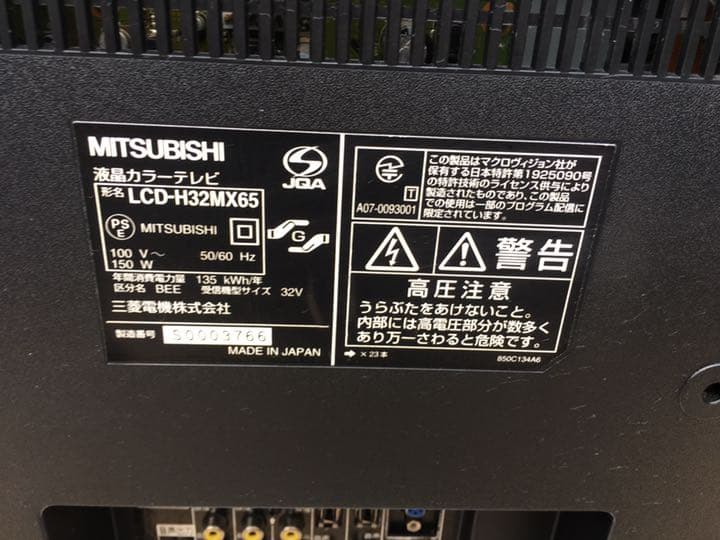 MITSUBISHI
液晶カラーテレビ
形名 LCD-H32MX65
PS E MITSUBISHI
100 V～ 50/60 Hz
150 W
年間消費電力量 135 kWh/年
区分名 BEE 受信機型サイズ 32V
三菱電機株式会社
製造番号 S0003766
MADE IN JAPAN
JQA
G
T
A07-0093001
この製品はマクロヴィジョン社が
保有する日本特許第1925090号
の特許技術のライセンス供与により
製造されたものであり、この製品
での使用は一部のプログラム配信に
限定されています。
警告
高圧注意
うらぶたをあけないこと。
内部には高電圧部分が数多く
あり万一さわると危険です。
➔ × 23本
850C134A6